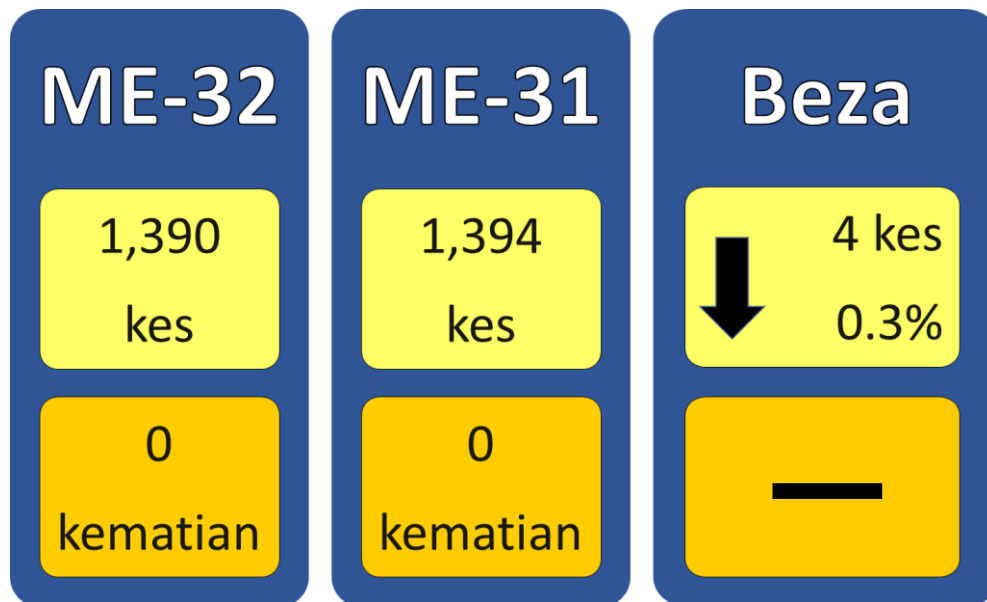 ME-32
1,390
kes
0
kematian
ME-31
1,394
kes
0
kematian
Beza
4 kes
0.3%